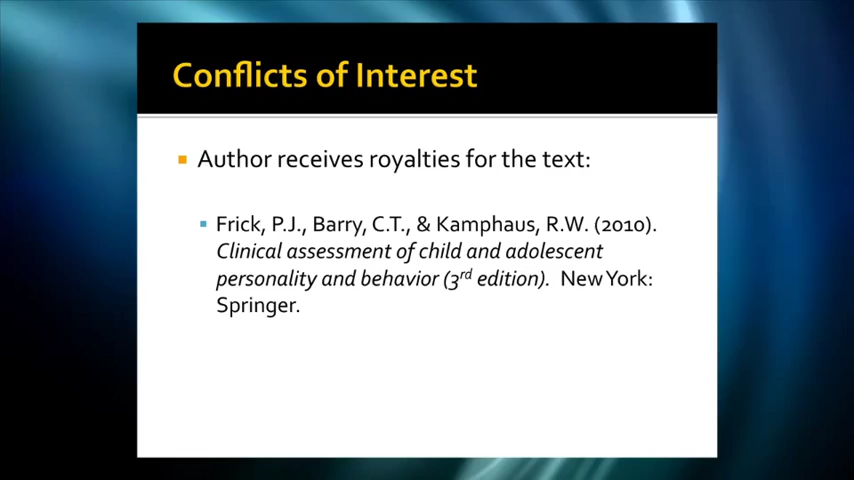 Conflicts of Interest
Author receives royalties for the text:
Frick, P.J., Barry, C.T., & Kamphaus, R.W. (2010).
Clinical assessment of child and adolescent
personality and behavior (3rd edition). New York:
Springer.